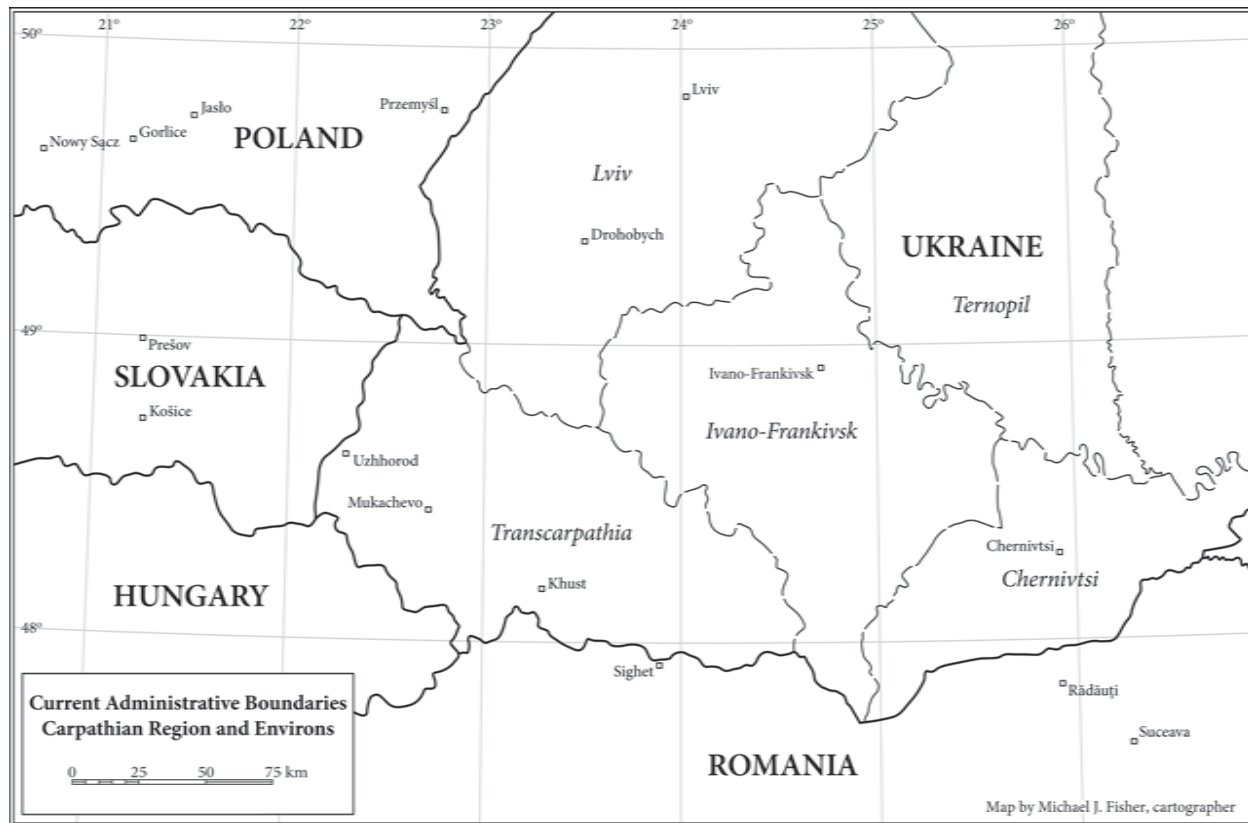 21°
22°
23°
24°
25°
26°
50°
Lviv
Jasło
Przemyśl
Gorlice
Nowy Sącz
POLAND
Lviv
Drohobych
UKRAINE
Ternopil
49°
Prešov
SLOVAKIA
Ivano-Frankivsk
Košice
Ivano-Frankivsk
Uzhhorod
Mukachevo
Transcarpathia
Chernivtsi
Khust
Chernivtsi
HUNGARY
48°
Sighet
Rădăuți
Current Administrative Boundaries
Carpathian Region and Environs
Suceava
ROMANIA
0 25 50 75 km
Map by Michael J. Fisher, cartographer